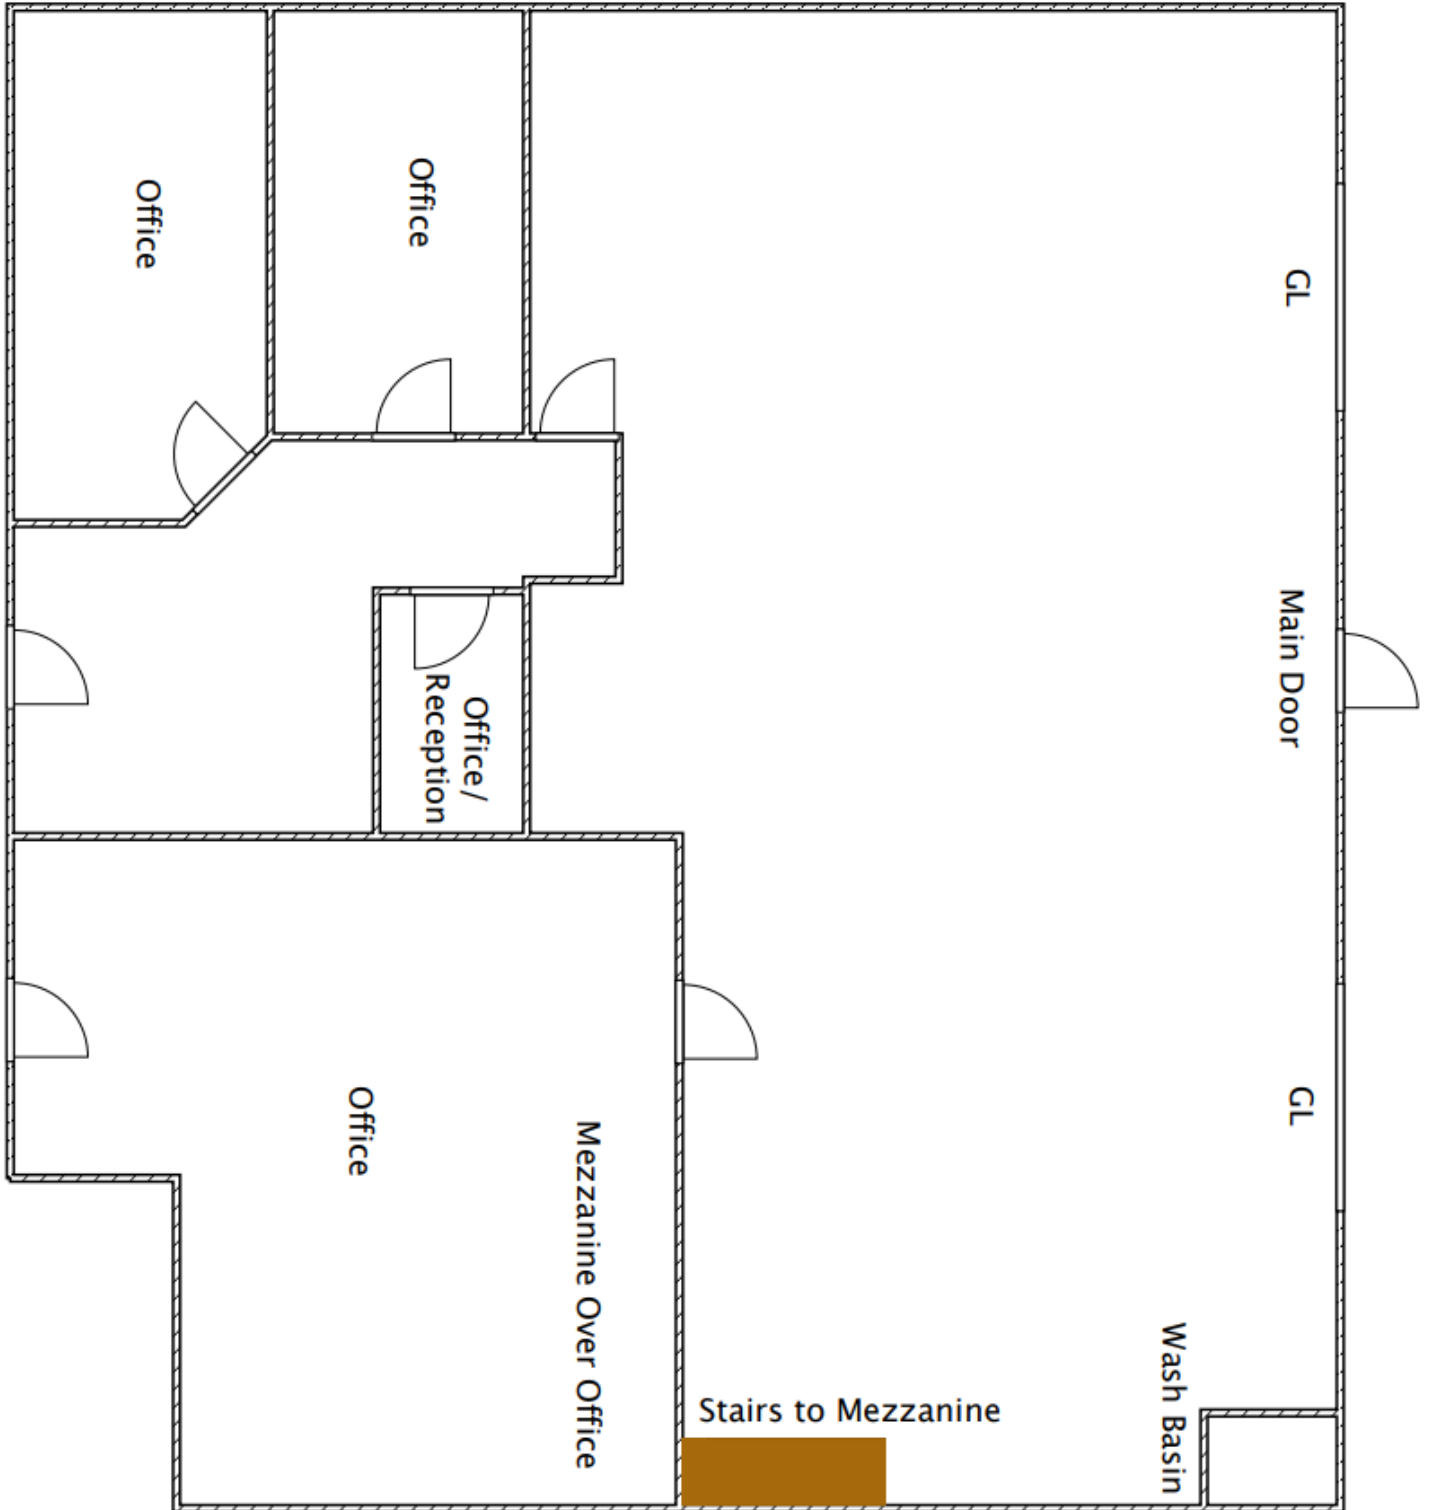 Office
Office
GL
Main Door
Office/
Reception
Office
Mezzanine Over Office
GL
Wash Basin
Stairs to Mezzanine